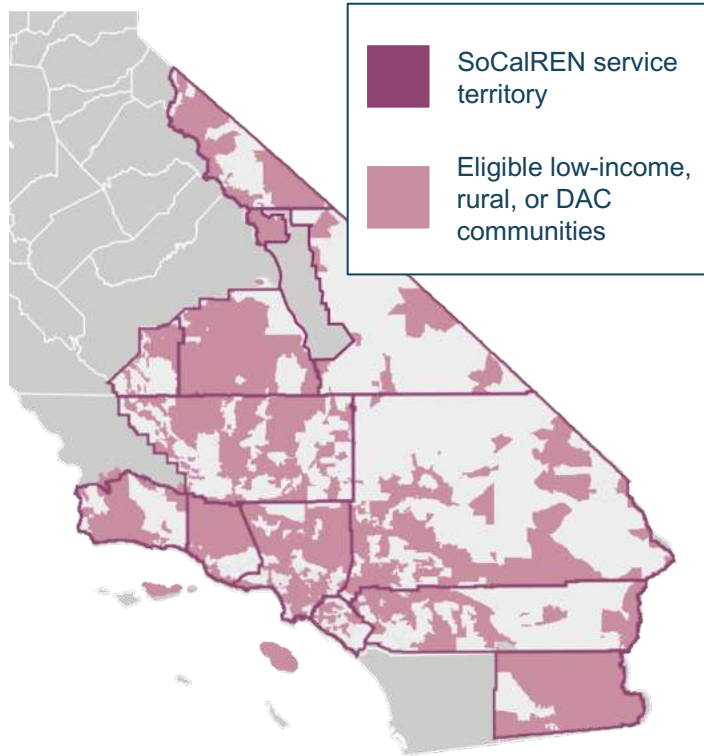 SoCalREN service
territory
Eligible low-income,
rural, or DAC
communities